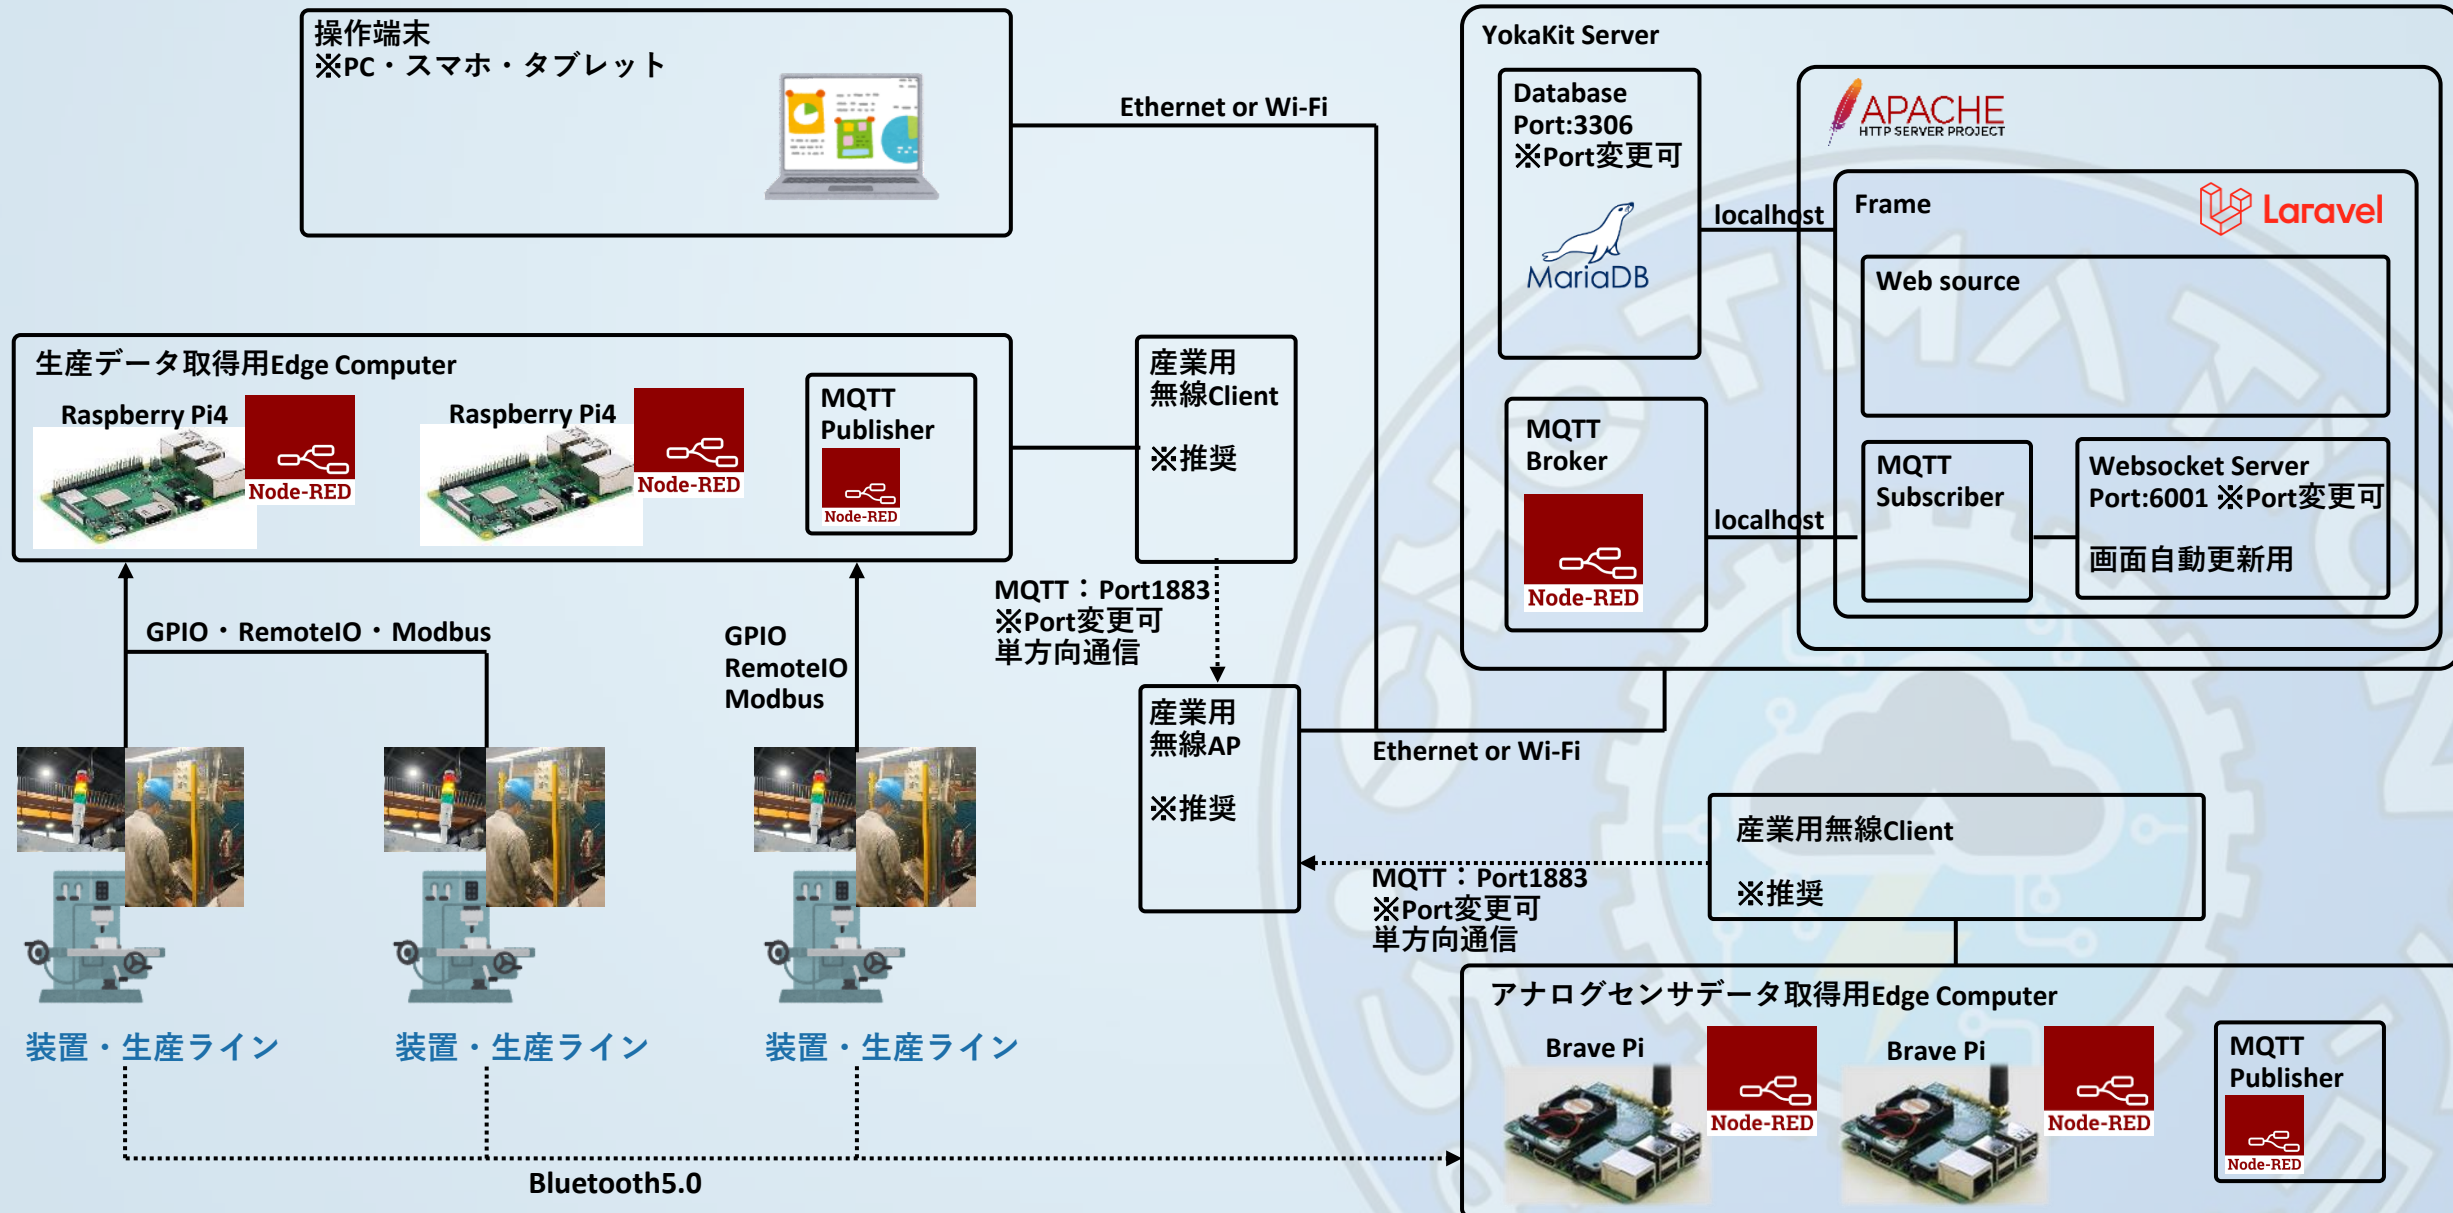 操作端末
※PC・スマホ・タブレット
Ethernet or Wi-Fi
YokaKit Server
Database
Port:3306
※Port変更可
MariaDB
localhost
APACHE
HTTP SERVER PROJECT
Frame
Laravel
Web source
MQTT
Broker
Node-RED
localhost
MQTT
Subscriber
Websocket Server
Port:6001 ※Port変更可
画面自動更新用
生産データ取得用Edge Computer
Raspberry Pi4
Node-RED
Raspberry Pi4
Node-RED
MQTT
Publisher
Node-RED
産業用
無線Client
※推奨
MQTT：Port1883
※Port変更可
単方向通信
GPIO・RemoteIO・Modbus
GPIO
RemoteIO
Modbus
産業用
無線AP
※推奨
Ethernet or Wi-Fi
産業用無線Client
※推奨
MQTT：Port1883
※Port変更可
単方向通信
装置・生産ライン
装置・生産ライン
装置・生産ライン
Bluetooth5.0
アナログセンサデータ取得用Edge Computer
Brave Pi
Node-RED
Brave Pi
Node-RED
MQTT
Publisher
Node-RED